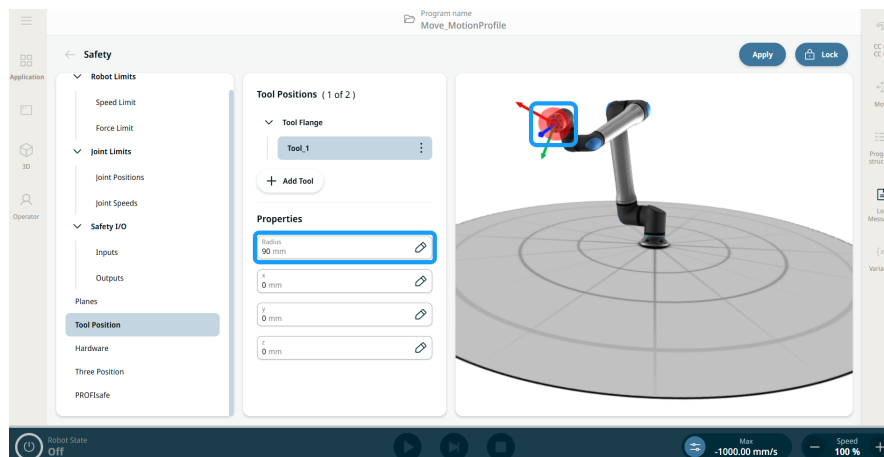 Program name
Move_MotionProfile
Safety
Apply
Lock
Application
3D
Operator
Robot Limits
Speed Limit
Force Limit
Joint Limits
Joint Positions
Joint Speeds
Safety I/O
Inputs
Outputs
Planes
Tool Position
Hardware
Three Position
PROFIsafe
Tool Positions ( 1 of 2 )
Tool Flange
Tool_1
Add Tool
Properties
Radius
90 mm
x
0 mm
y
0 mm
z
0 mm
Robot State
Off
Max
-1000.00 mm/s
Speed
100 %